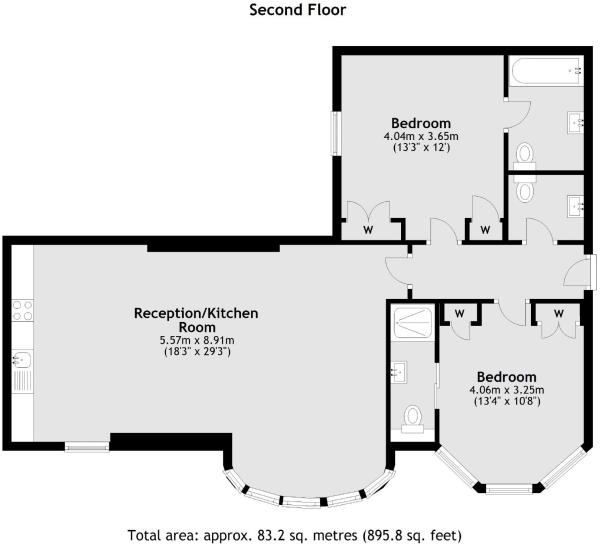 Second Floor
Bedroom
4.04m x 3.65m
(13'3" x 12')
W
W
Reception/Kitchen
Room
5.57m x 8.91m
(18'3" x 29'3")
W
W
Bedroom
4.06m x 3.25m
(13'4" x 10'8")
Total area: approx. 83.2 sq. metres (895.8 sq. feet)